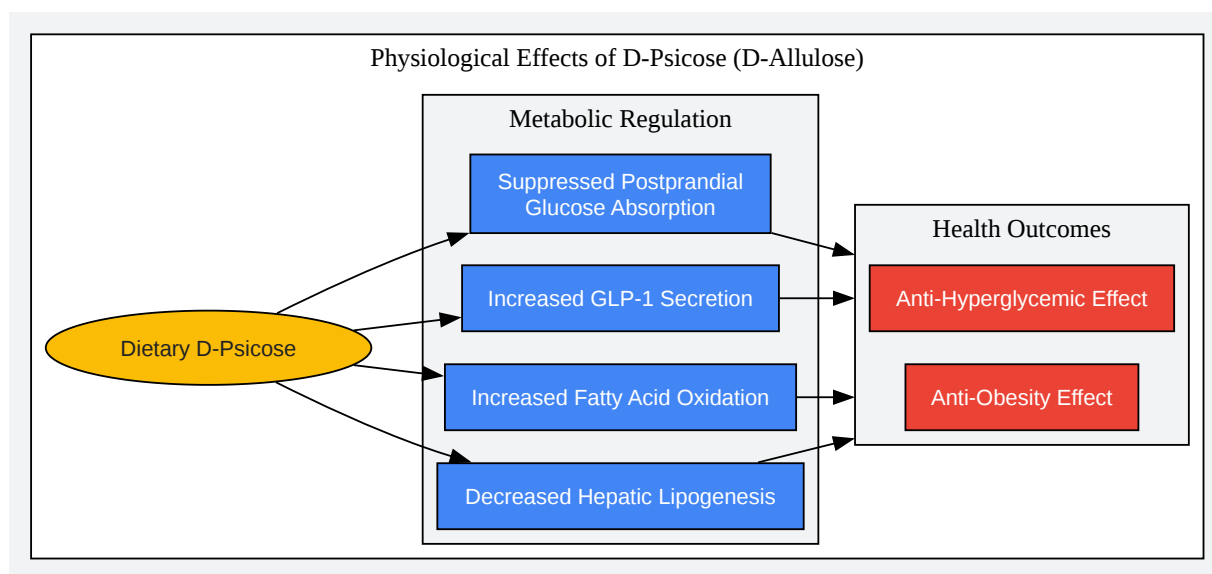 Physiological Effects of D-Psicose (D-Allulose)
Metabolic Regulation
Suppressed Postprandial
Glucose Absorption
Increased GLP-1 Secretion
Increased Fatty Acid Oxidation
Decreased Hepatic Lipogenesis
Dietary D-Psicose
Health Outcomes
Anti-Hyperglycemic Effect
Anti-Obesity Effect